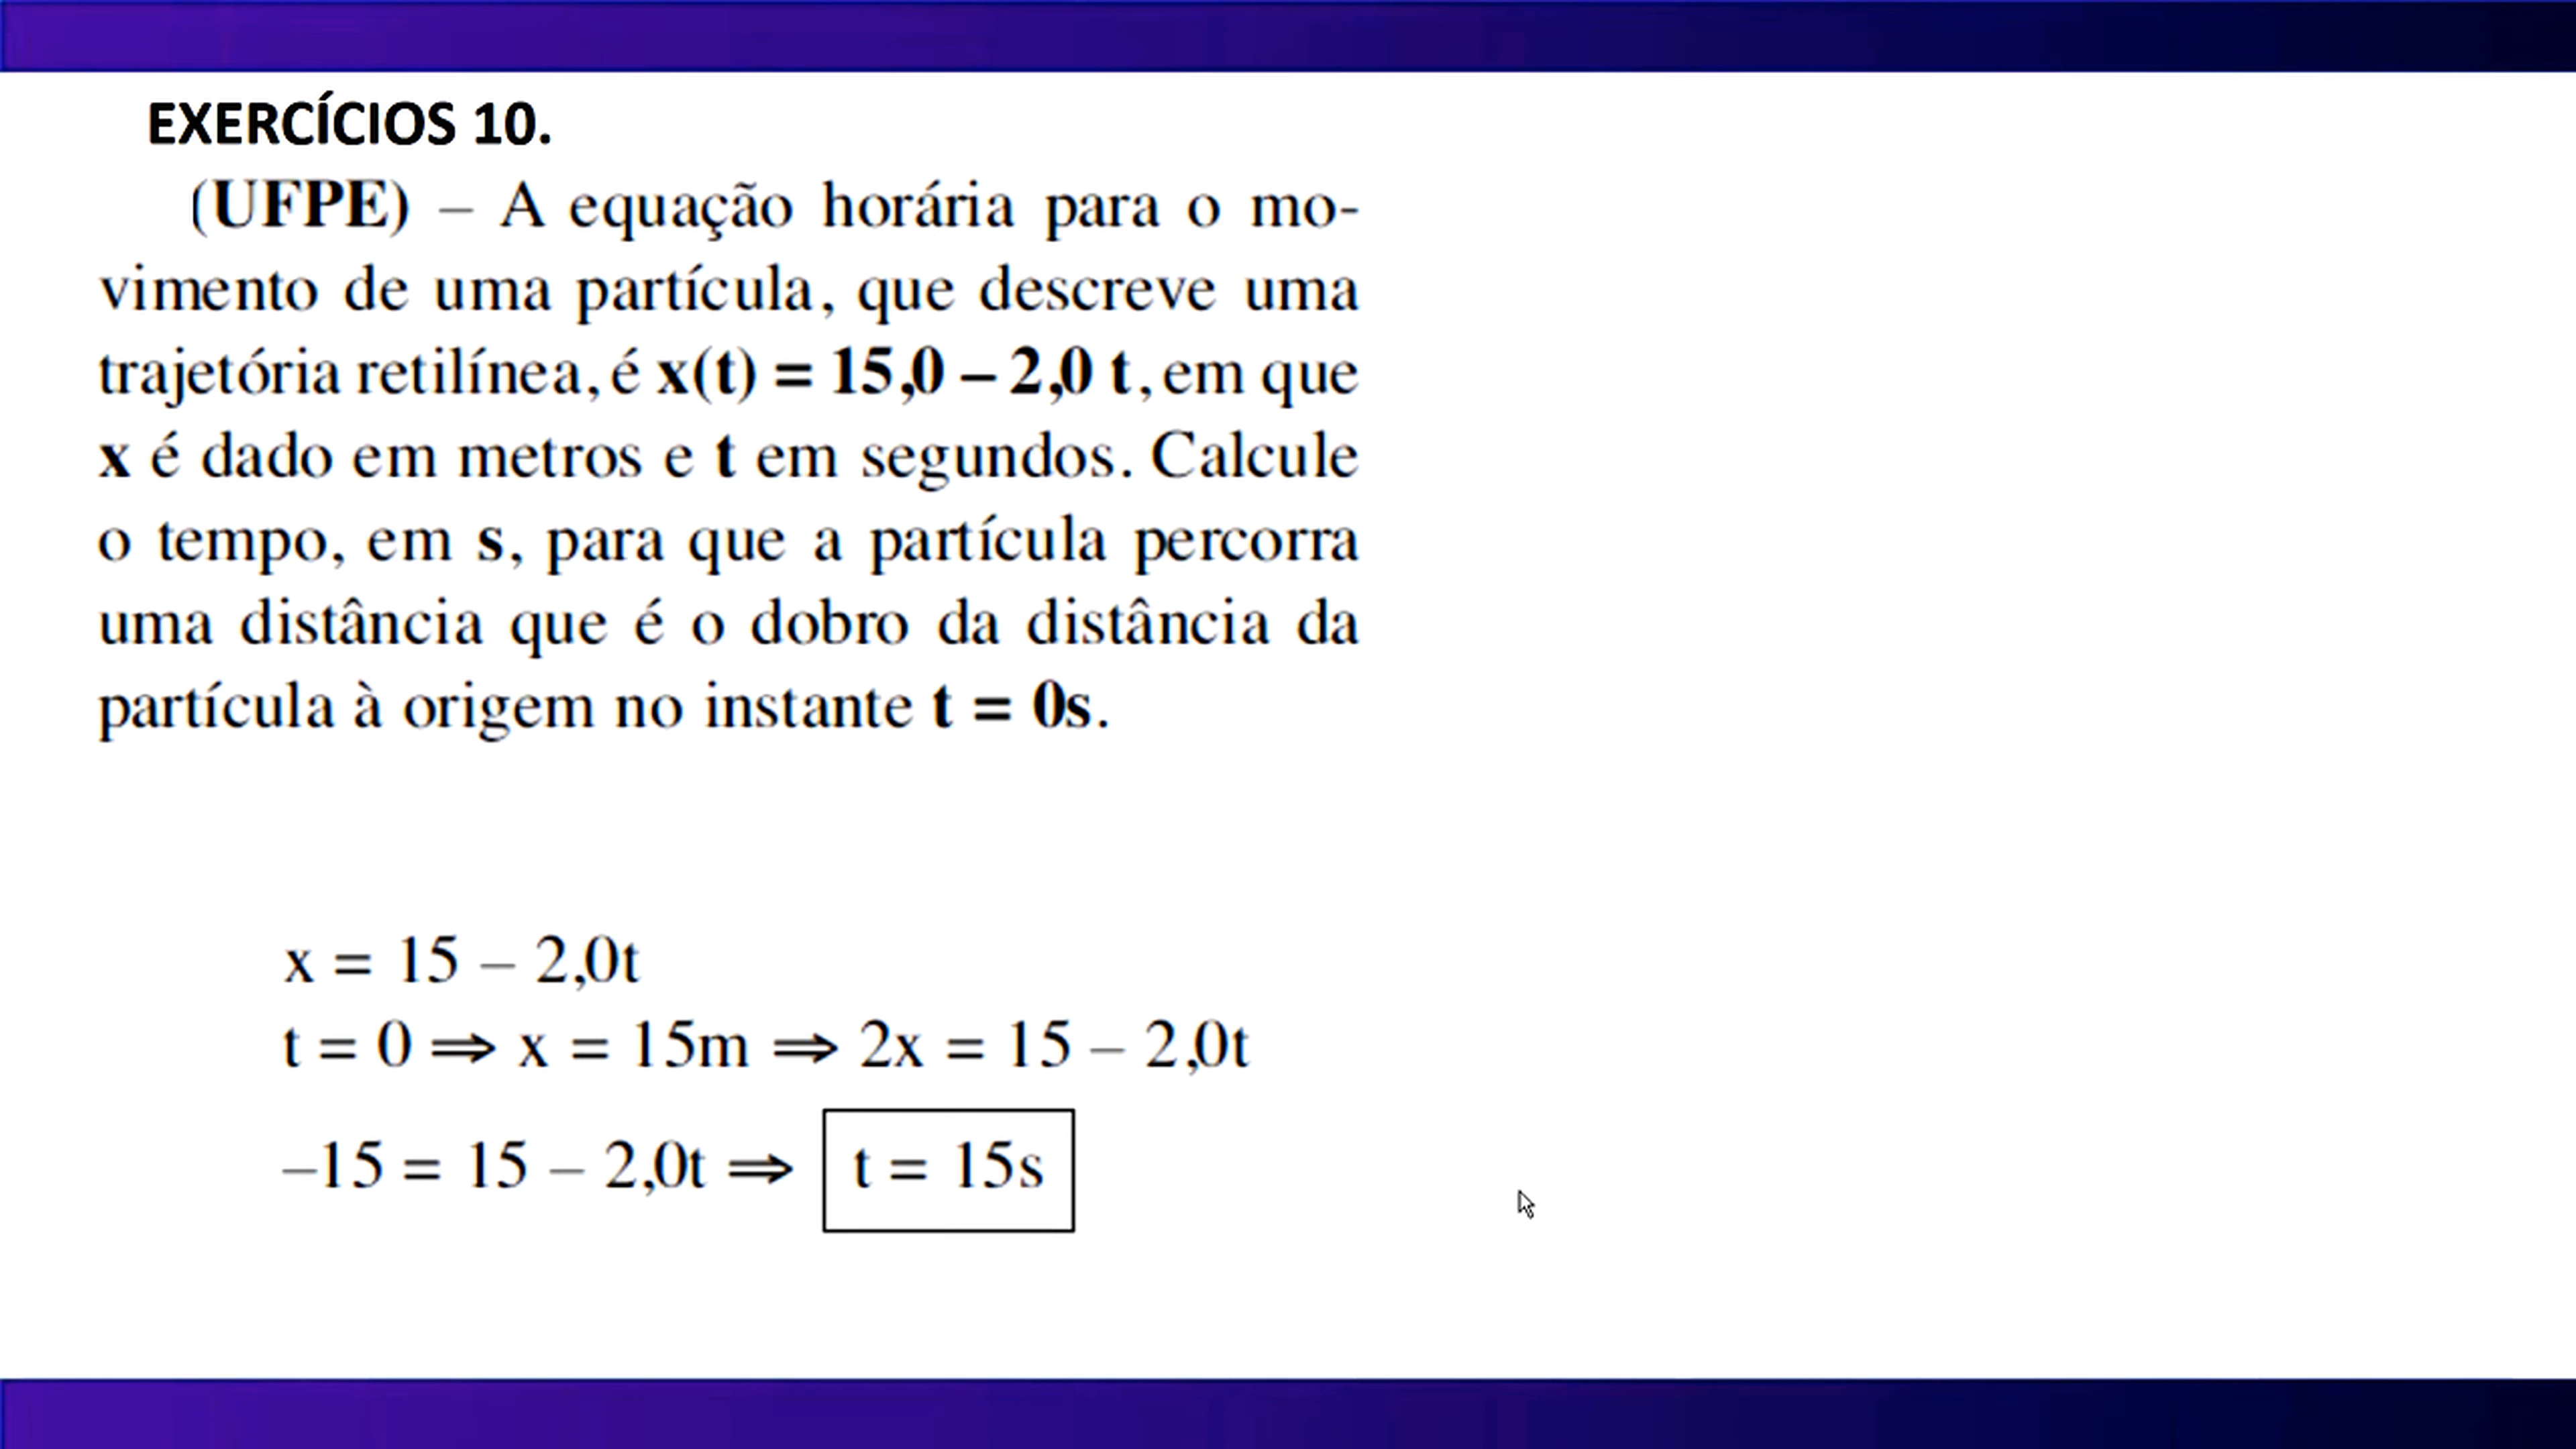 EXERCÍCIOS 10.
(UFPE) – A equação horária para o mo-
vimento de uma partícula, que descreve uma
trajetória retilínea, é x(t) = 15,0 – 2,0 t, em que
x é dado em metros e t em segundos. Calcule
o tempo, em s, para que a partícula percorra
uma distância que é o dobro da distância da
partícula à origem no instante t = 0s.
x = 15 – 2,0t
t = 0 ⇒ x = 15m ⇒ 2x = 15 – 2,0t
–15 = 15 – 2,0t ⇒ t = 15s